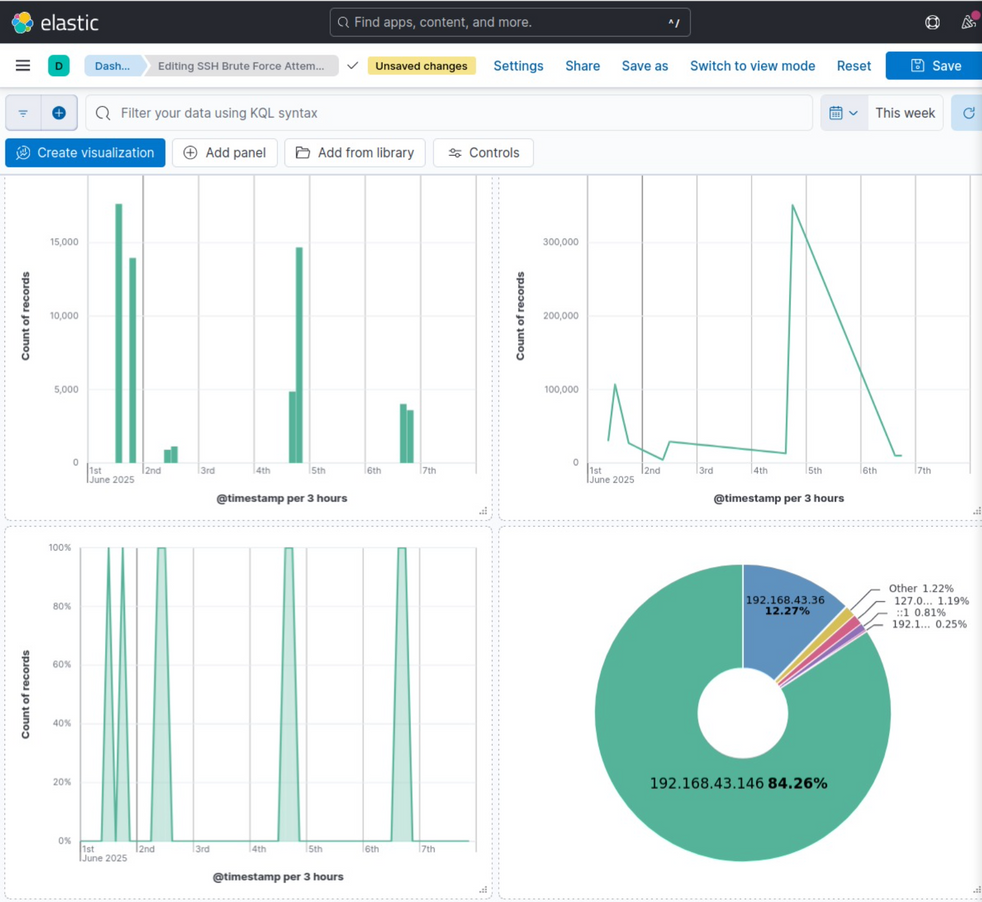 elastic
Find apps, content, and more.
^/
D
Dash...
Editing SSH Brute Force Attem...
Unsaved changes
Settings
Share
Save as
Switch to view mode
Reset
Save
Filter your data using KQL syntax
This week
Create visualization
Add panel
Add from library
Controls
Count of records
15,000
10,000
5,000
0
1st
2nd
3rd
4th
5th
6th
7th
June 2025
@timestamp per 3 hours
Count of records
300,000
200,000
100,000
0
1st
2nd
3rd
4th
5th
6th
7th
June 2025
@timestamp per 3 hours
Count of records
100%
80%
60%
40%
20%
0%
1st
2nd
3rd
4th
5th
6th
7th
June 2025
@timestamp per 3 hours
192.168.43.36
12.27%
Other 1.22%
127.0... 1.19%
::1 0.81%
192.1... 0.25%
192.168.43.146 84.26%